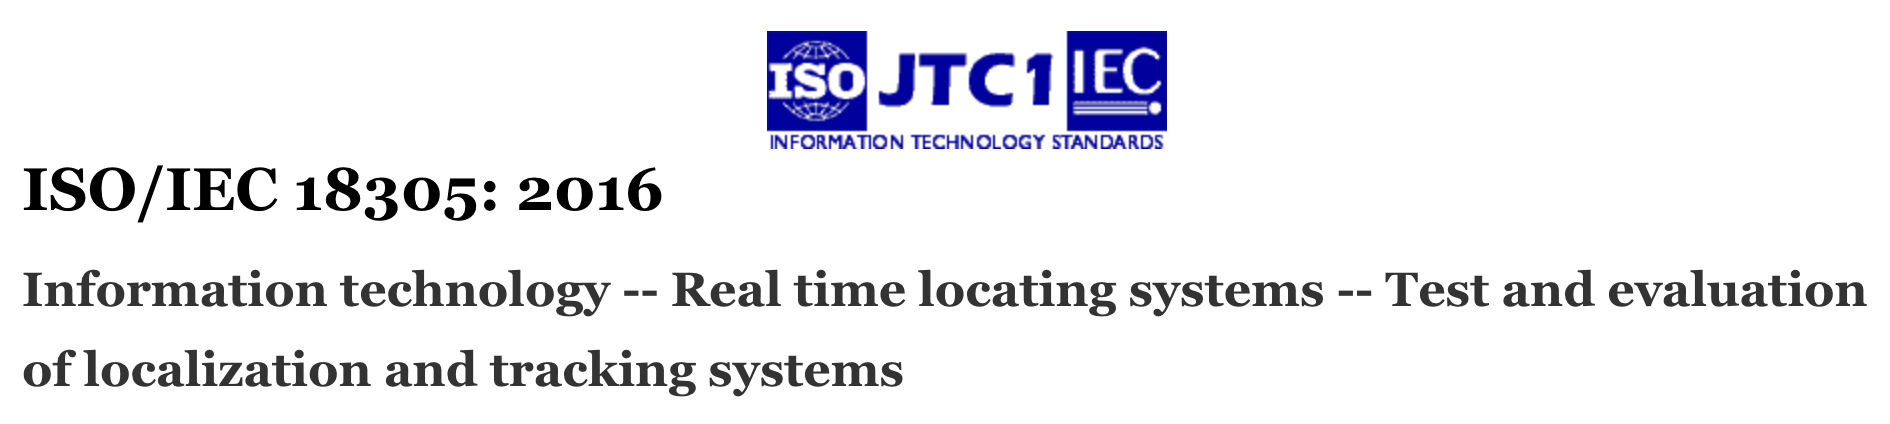 ISO JTC1 IEC
INFORMATION TECHNOLOGY STANDARDS
ISO/IEC 18305: 2016
Information technology -- Real time locating systems -- Test and evaluation
of localization and tracking systems